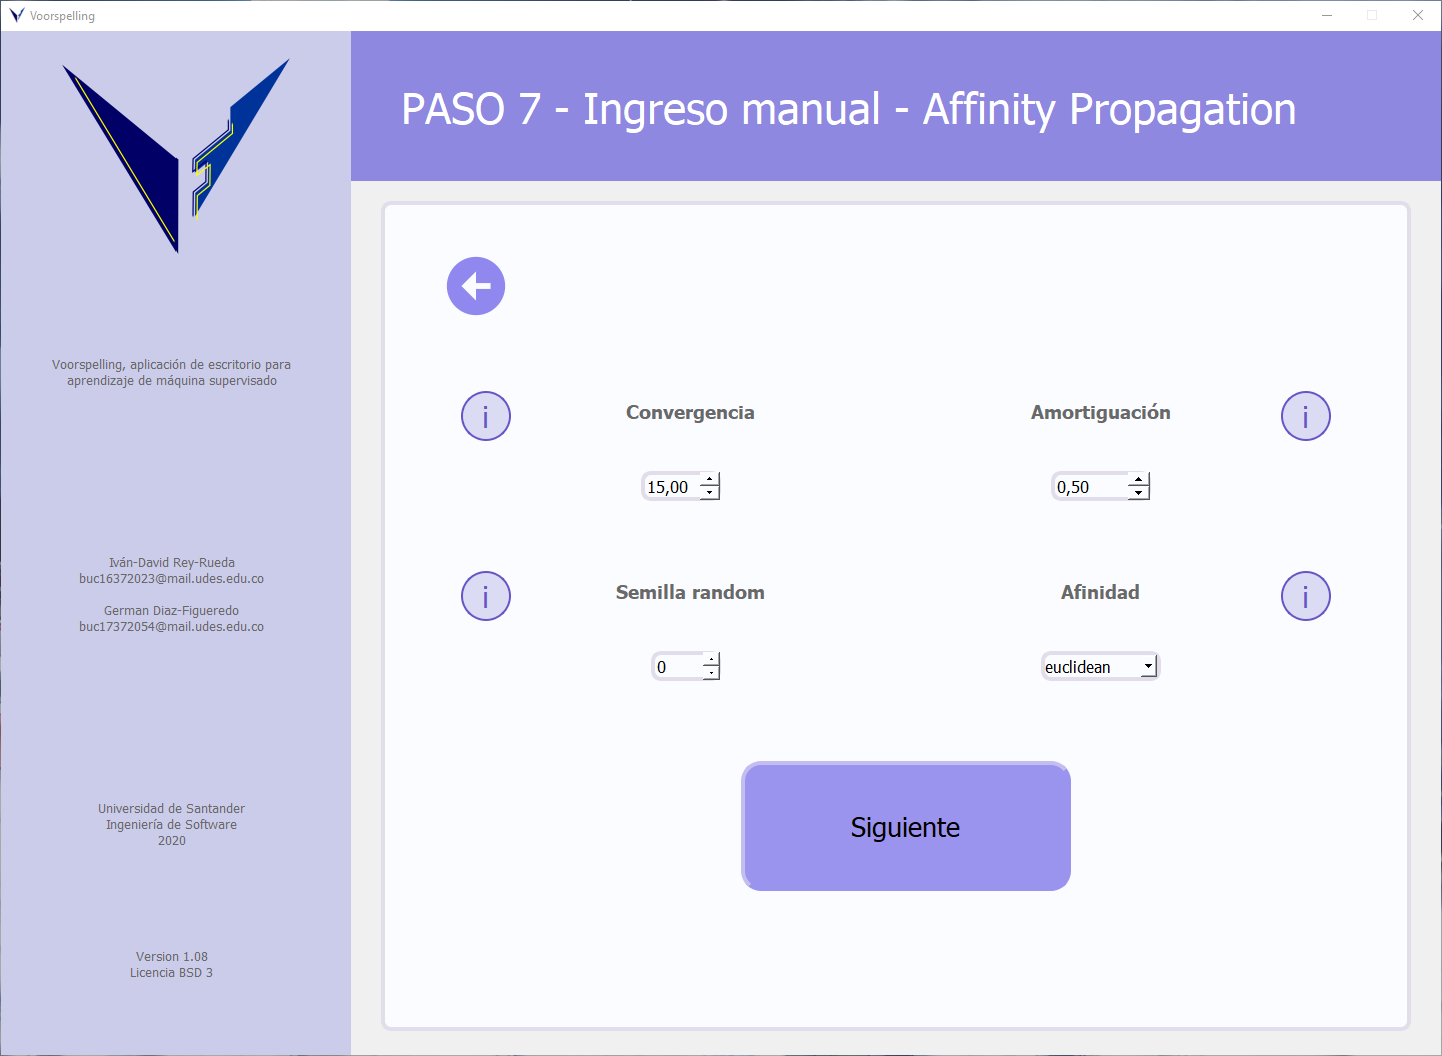 Voorspelling
PASO 7 - Ingreso manual - Affinity Propagation
Voorspelling, aplicación de escritorio para
aprendizaje de máquina supervisado
Iván-David Rey-Rueda
buc16372023@mail.udes.edu.co
German Diaz-Figueredo
buc17372054@mail.udes.edu.co
Universidad de Santander
Ingeniería de Software
2020
Version 1.08
Licencia BSD 3
i
Convergencia
Amortiguación
i
15,00
0,50
i
Semilla random
Afinidad
i
0
euclidean
Siguiente